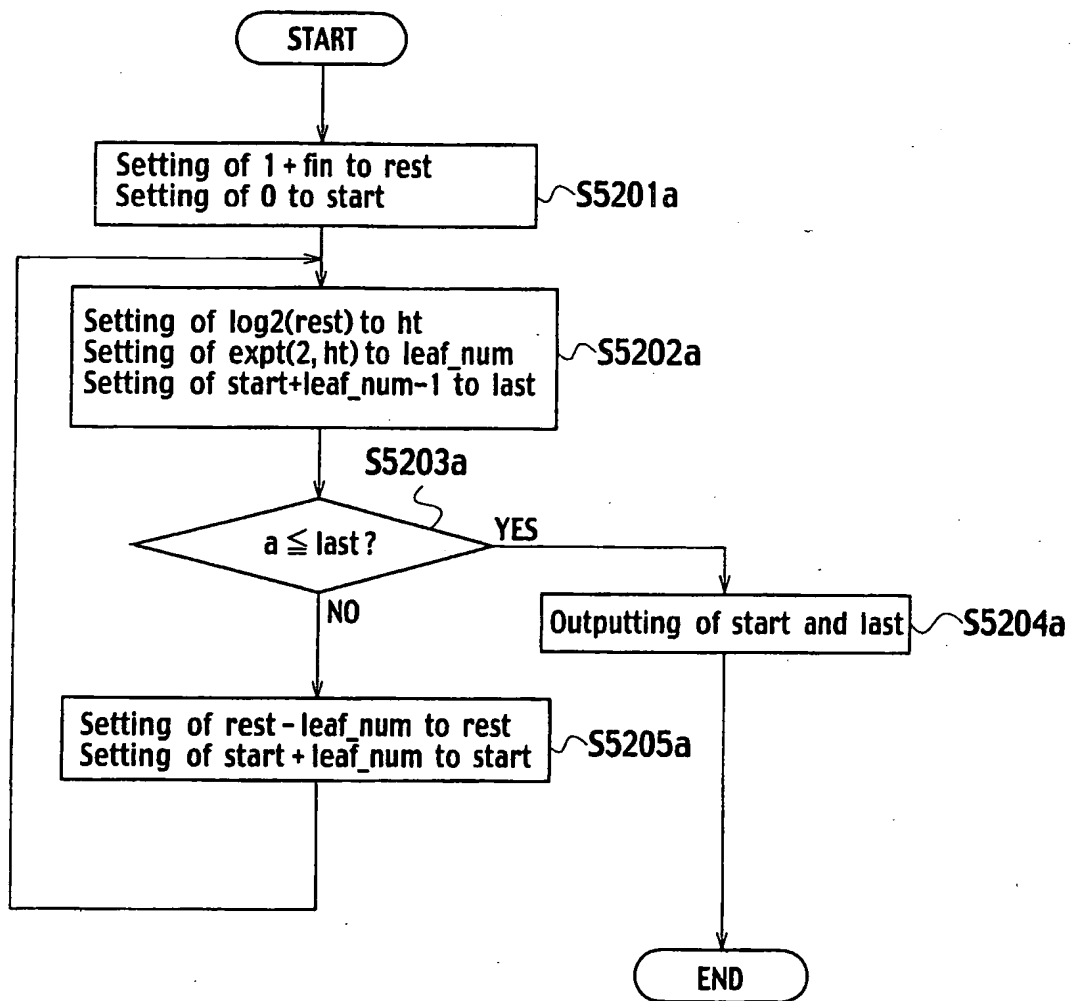 START
Setting of 1+fin to rest
Setting of 0 to start
S5201a
Setting of log2(rest) to ht
Setting of expt(2, ht) to leaf_num
Setting of start+leaf_num-1 to last
S5202a
S5203a
a ≦ last ?
YES
NO
Outputting of start and last
S5204a
Setting of rest-leaf_num to rest
Setting of start+leaf_num to start
S5205a
END